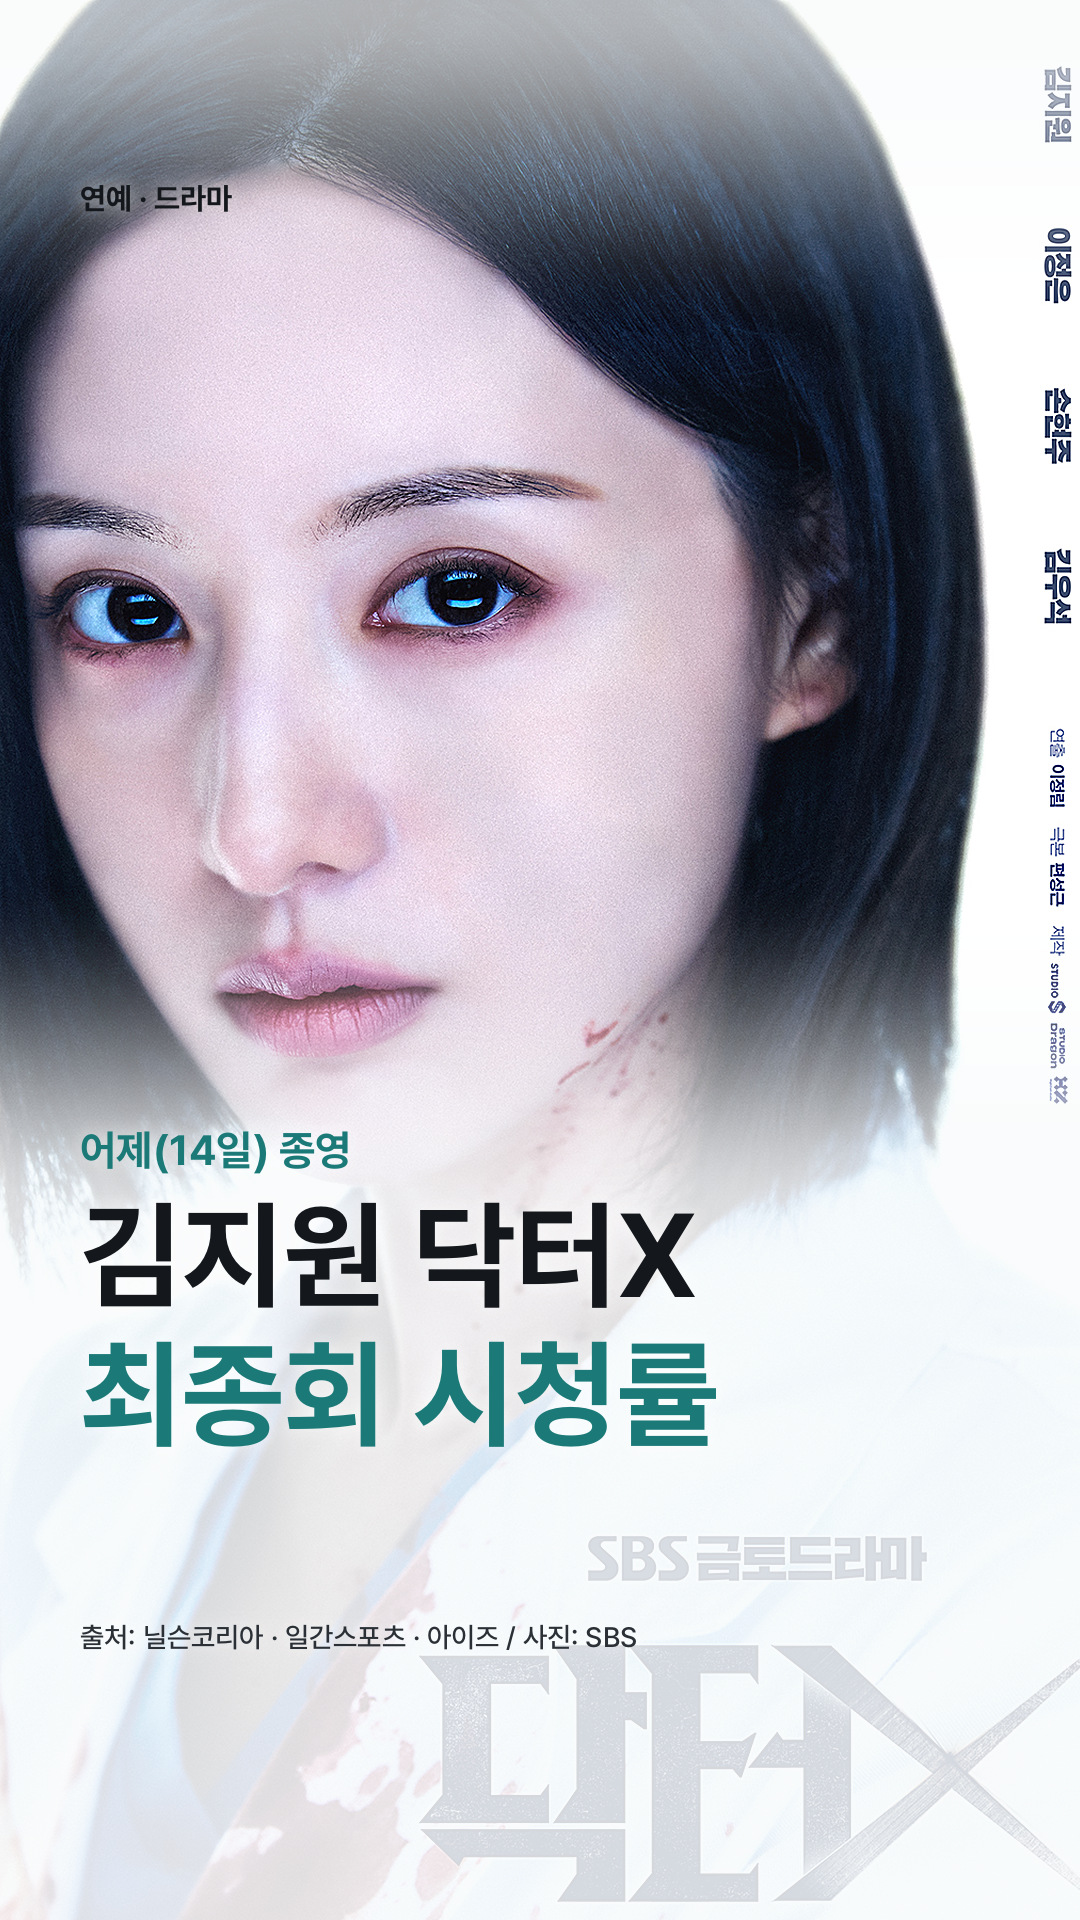 연예 · 드라마
김지원
이정은
손현주
김우석
연출 이정림 극본 편성근 제작 STUDIO S STUDIO Dragon
어제(14일) 종영
김지원 닥터X
최종회 시청률
SBS 금토드라마
출처: 닐슨코리아 · 일간스포츠 · 아이즈 / 사진: SBS
닥터X